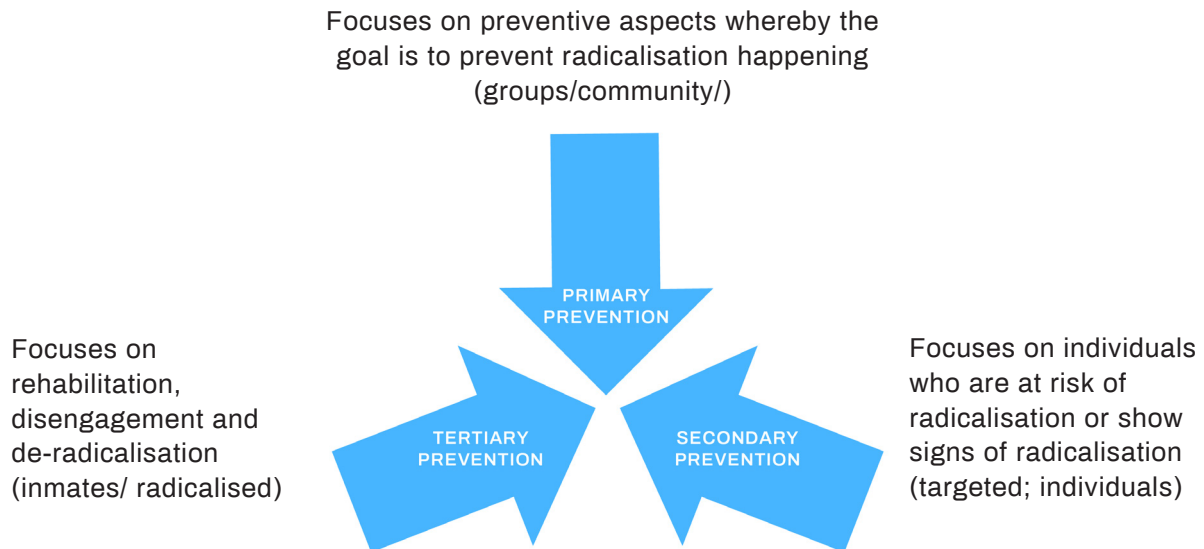 Focuses on preventive aspects whereby the
goal is to prevent radicalisation happening
(groups/community/)
PRIMARY
PREVENTION
Focuses on
rehabilitation,
disengagement and
de-radicalisation
(inmates/ radicalised)
TERTIARY
PREVENTION
SECONDARY
PREVENTION
Focuses on individuals
who are at risk of
radicalisation or show
signs of radicalisation
(targeted; individuals)